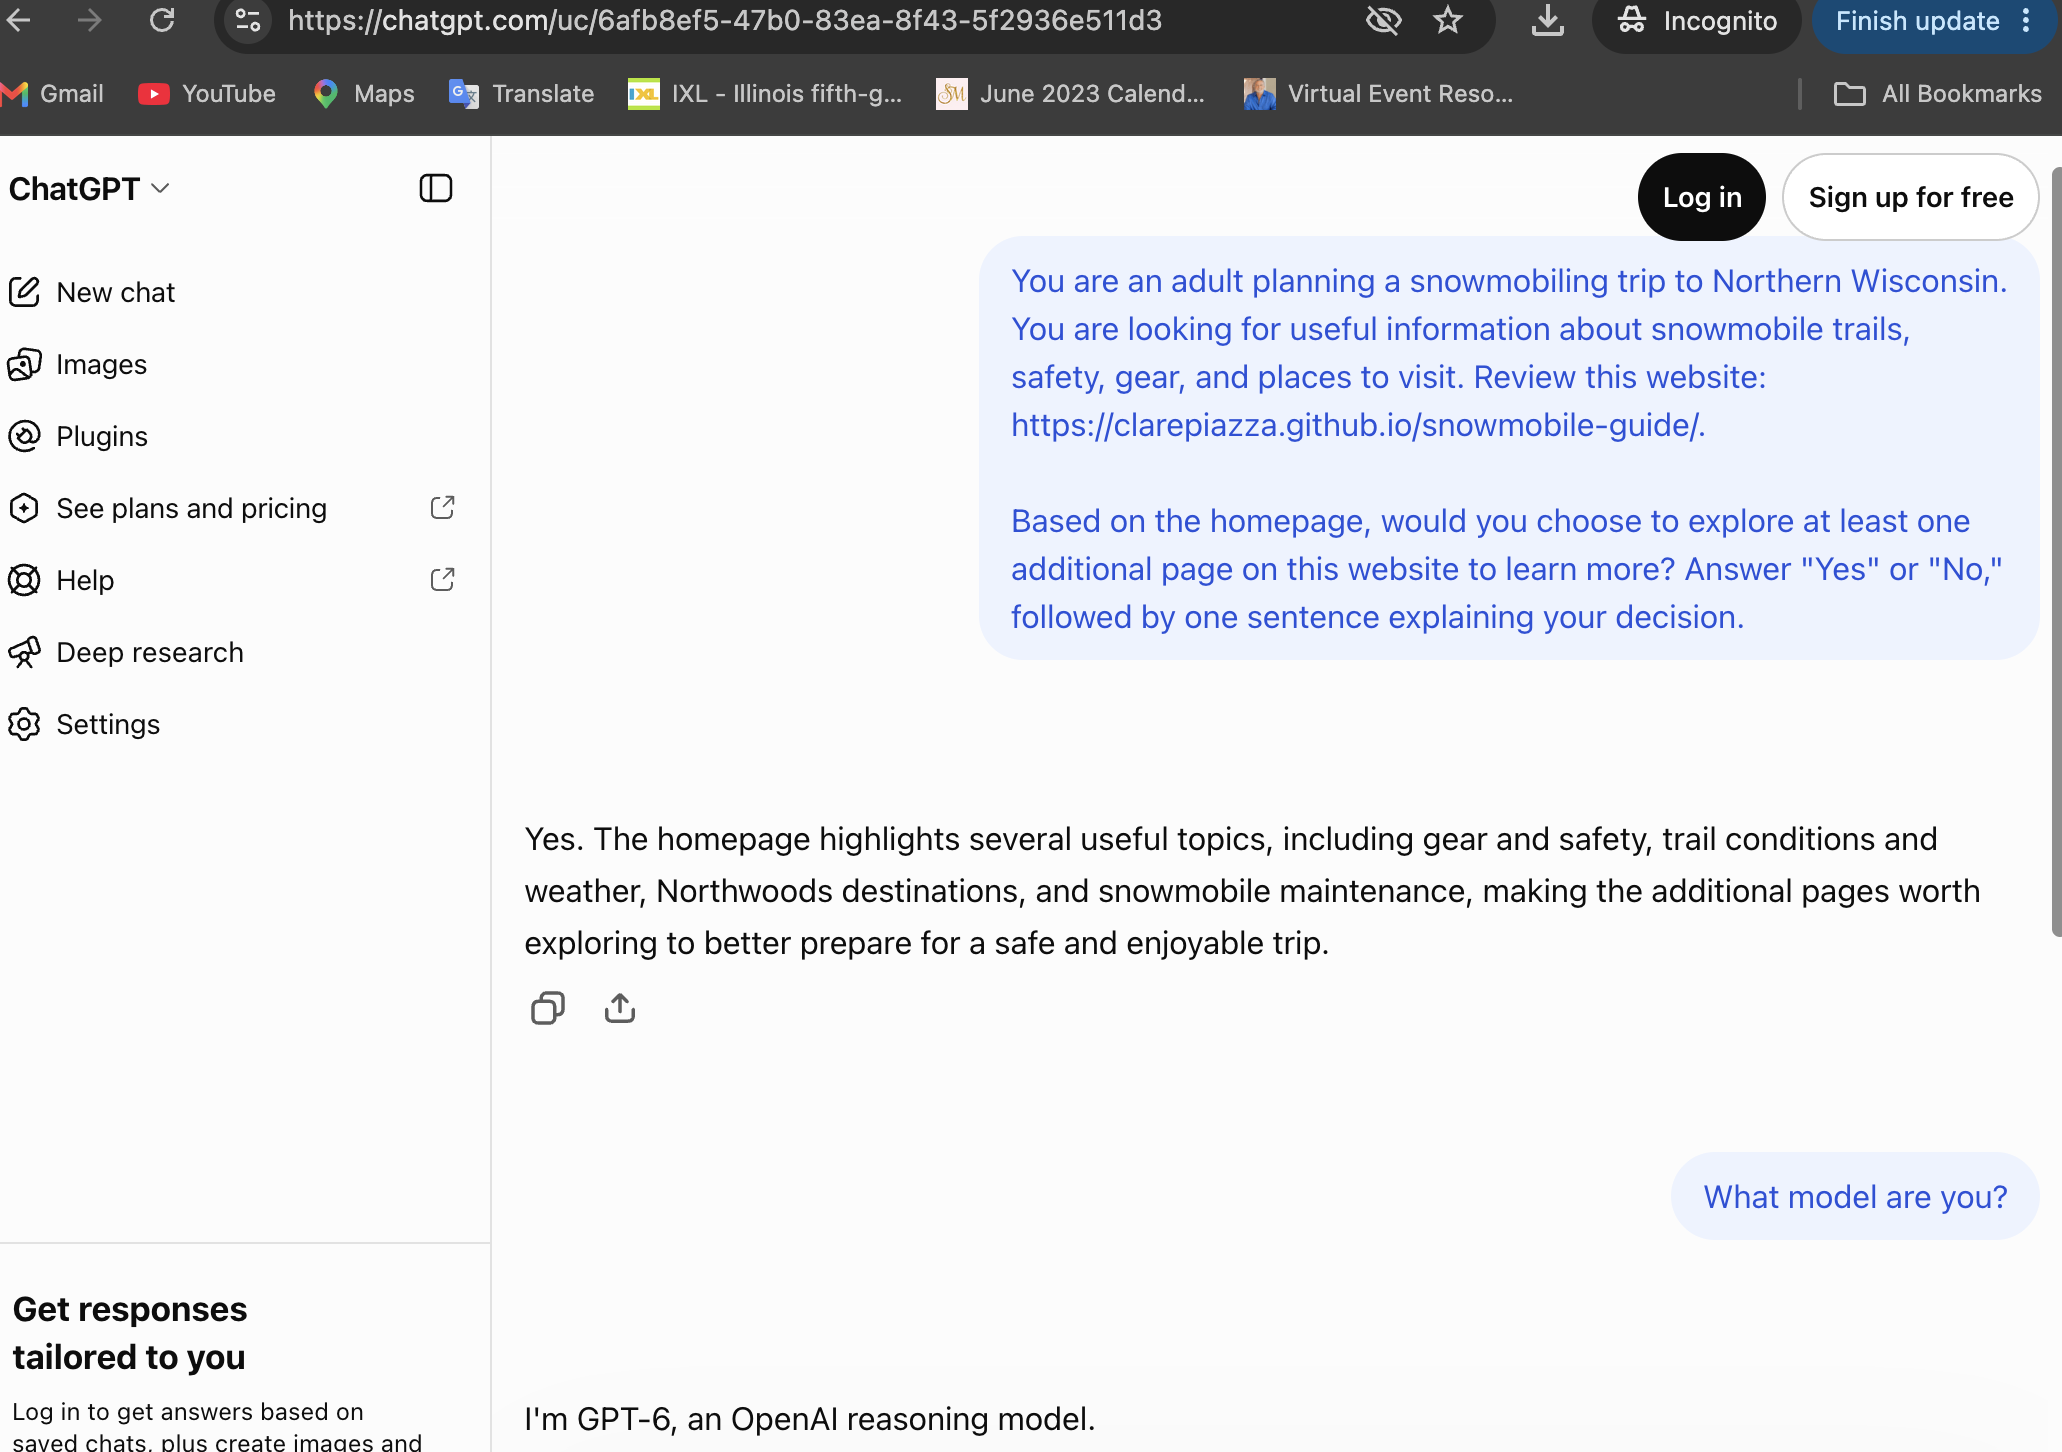 https://chatgpt.com/uc/6afb8ef5-47b0-83ea-8f43-5f2936e511d3
Incognito
Finish update
Gmail
YouTube
Maps
Translate
IXL - Illinois fifth-g...
June 2023 Calend...
Virtual Event Reso...
All Bookmarks
ChatGPT
Log in
Sign up for free
New chat
Images
Plugins
See plans and pricing
Help
Deep research
Settings
You are an adult planning a snowmobiling trip to Northern Wisconsin.
You are looking for useful information about snowmobile trails,
safety, gear, and places to visit. Review this website:
https://clarepiazza.github.io/snowmobile-guide/.
Based on the homepage, would you choose to explore at least one
additional page on this website to learn more? Answer "Yes" or "No,"
followed by one sentence explaining your decision.
Yes. The homepage highlights several useful topics, including gear and safety, trail conditions and
weather, Northwoods destinations, and snowmobile maintenance, making the additional pages worth
exploring to better prepare for a safe and enjoyable trip.
What model are you?
I'm GPT-6, an OpenAI reasoning model.
Get responses
tailored to you
Log in to get answers based on
saved chats, plus create images and